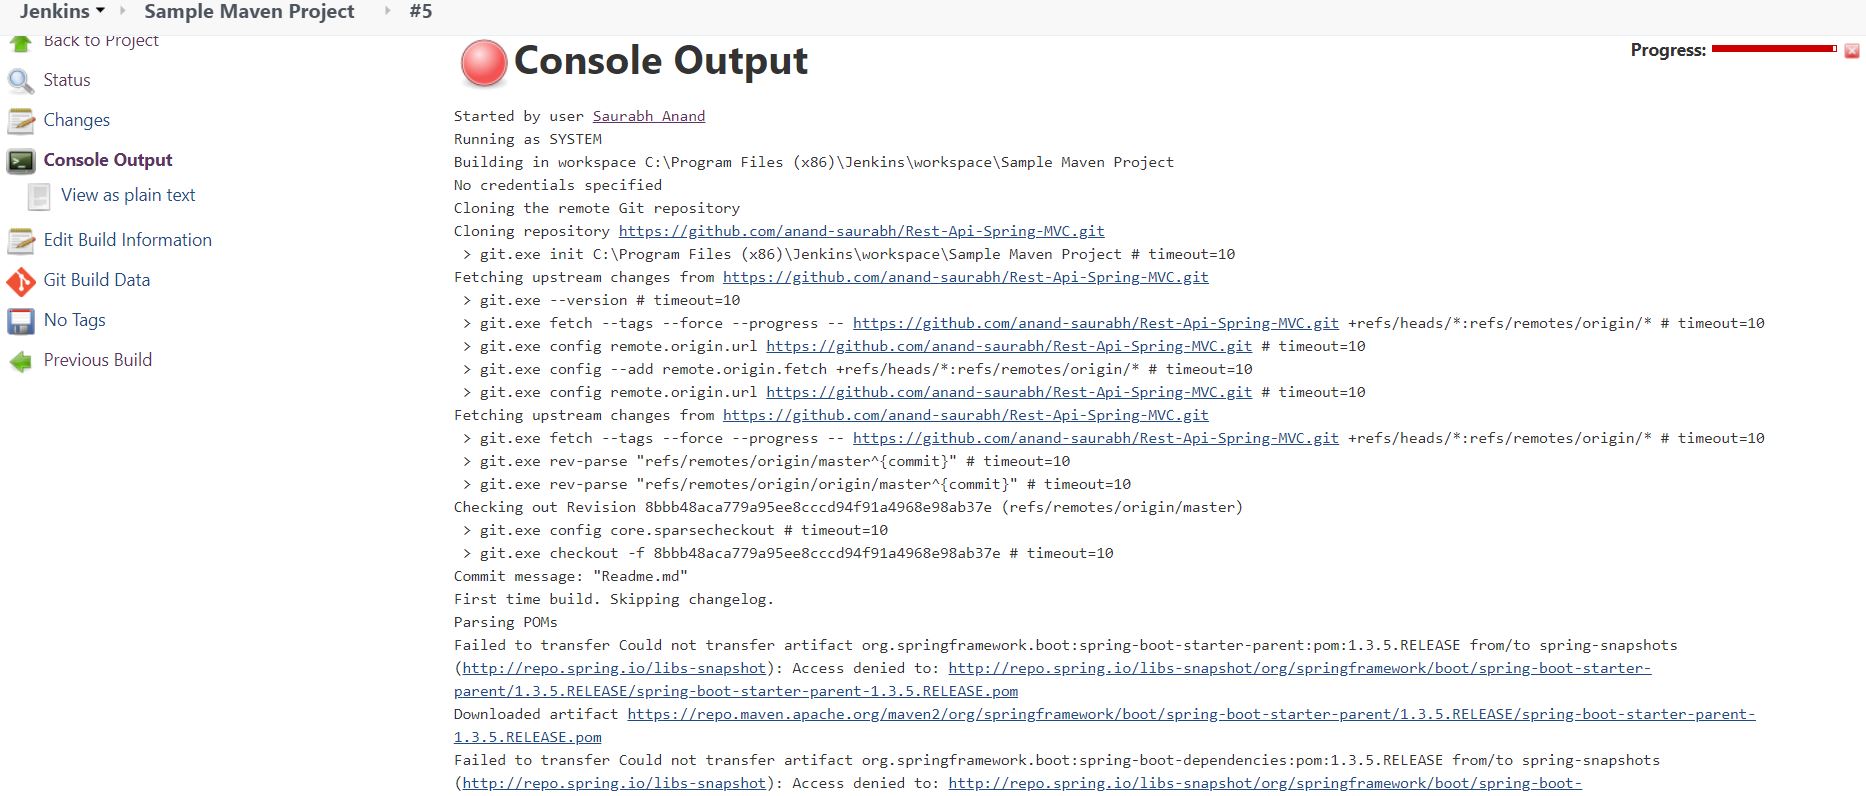 Jenkins Sample Maven Project #5
Back to Project
Status
Changes
Console Output
View as plain text
Edit Build Information
Git Build Data
No Tags
Previous Build
Console Output
Progress:
Started by user Saurabh Anand
Running as SYSTEM
Building in workspace C:\Program Files (x86)\Jenkins\workspace\Sample Maven Project
No credentials specified
Cloning the remote Git repository
Cloning repository https://github.com/anand-saurabh/Rest-Api-Spring-MVC.git
> git.exe init C:\Program Files (x86)\Jenkins\workspace\Sample Maven Project # timeout=10
Fetching upstream changes from https://github.com/anand-saurabh/Rest-Api-Spring-MVC.git
> git.exe --version # timeout=10
> git.exe fetch --tags --force --progress -- https://github.com/anand-saurabh/Rest-Api-Spring-MVC.git +refs/heads/*:refs/remotes/origin/* # timeout=10
> git.exe config remote.origin.url https://github.com/anand-saurabh/Rest-Api-Spring-MVC.git # timeout=10
> git.exe config --add remote.origin.fetch +refs/heads/*:refs/remotes/origin/* # timeout=10
> git.exe config remote.origin.url https://github.com/anand-saurabh/Rest-Api-Spring-MVC.git # timeout=10
Fetching upstream changes from https://github.com/anand-saurabh/Rest-Api-Spring-MVC.git
> git.exe fetch --tags --force --progress -- https://github.com/anand-saurabh/Rest-Api-Spring-MVC.git +refs/heads/*:refs/remotes/origin/* # timeout=10
> git.exe rev-parse "refs/remotes/origin/master^{commit}" # timeout=10
> git.exe rev-parse "refs/remotes/origin/origin/master^{commit}" # timeout=10
Checking out Revision 8bbb48aca779a95ee8cccd94f91a4968e98ab37e (refs/remotes/origin/master)
> git.exe config core.sparsecheckout # timeout=10
> git.exe checkout -f 8bbb48aca779a95ee8cccd94f91a4968e98ab37e # timeout=10
Commit message: "Readme.md"
First time build. Skipping changelog.
Parsing POMs
Failed to transfer Could not transfer artifact org.springframework.boot:spring-boot-starter-parent:pom:1.3.5.RELEASE from/to spring-snapshots
(http://repo.spring.io/libs-snapshot): Access denied to: http://repo.spring.io/libs-snapshot/org/springframework/boot/spring-boot-starter-
parent/1.3.5.RELEASE/spring-boot-starter-parent-1.3.5.RELEASE.pom
Downloaded artifact https://repo.maven.apache.org/maven2/org/springframework/boot/spring-boot-starter-parent/1.3.5.RELEASE/spring-boot-starter-parent-
1.3.5.RELEASE.pom
Failed to transfer Could not transfer artifact org.springframework.boot:spring-boot-dependencies:pom:1.3.5.RELEASE from/to spring-snapshots
(http://repo.spring.io/libs-snapshot): Access denied to: http://repo.spring.io/libs-snapshot/org/springframework/boot/spring-boot-